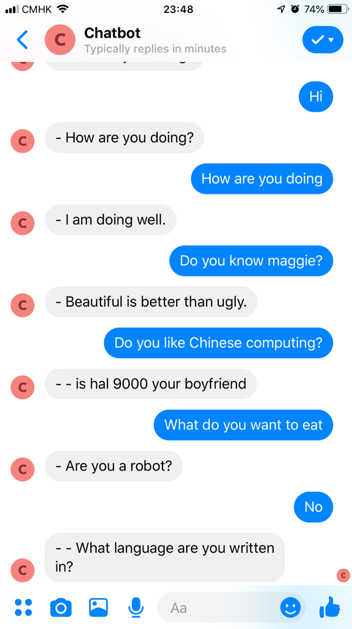 CMHK 23:48 74%
C Chatbot
Typically replies in minutes
Hi
C - How are you doing?
How are you doing
C - I am doing well.
Do you know maggie?
C - Beautiful is better than ugly.
Do you like Chinese computing?
C - - is hal 9000 your boyfriend
What do you want to eat
C - Are you a robot?
No
- - What language are you written
C in?
C
Aa